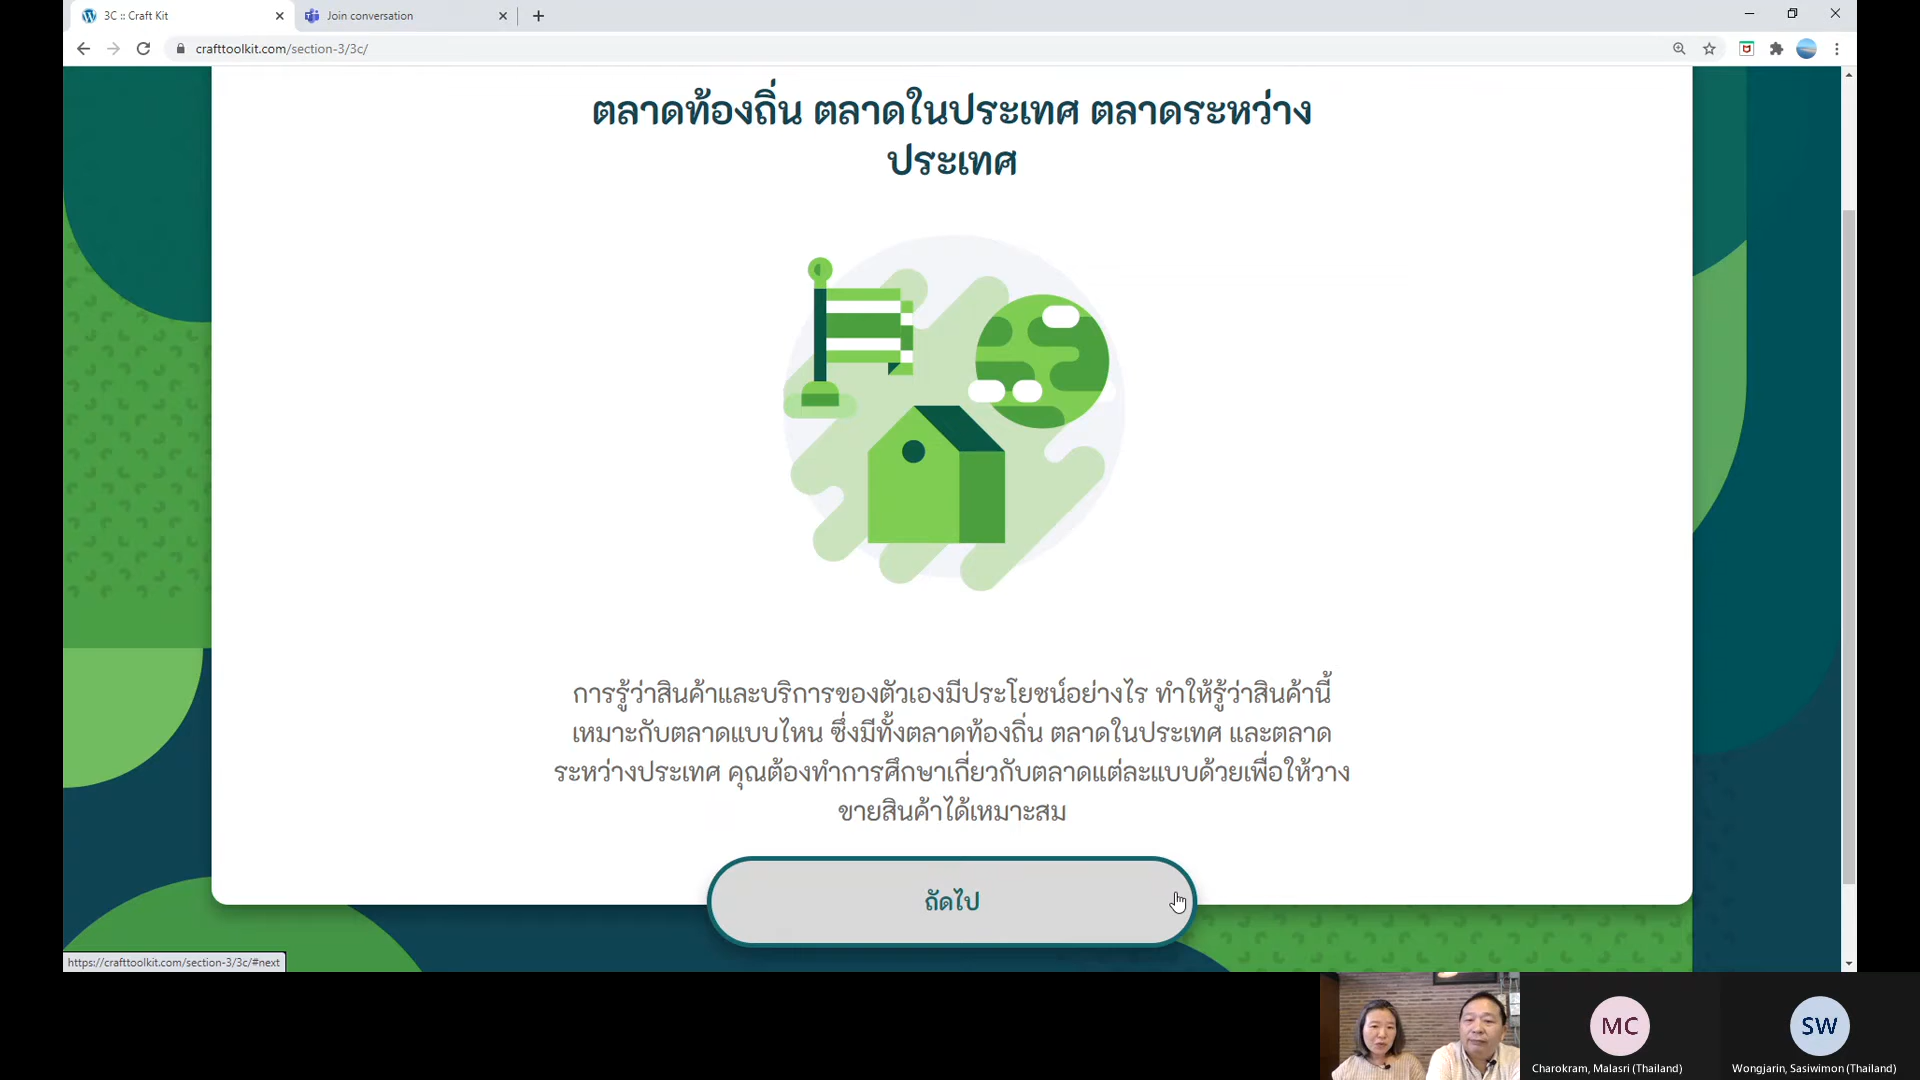 3C :: Craft Kit
Join conversation
crafttoolkit.com/section-3/3c/
ตลาดท้องถิ่น ตลาดในประเทศ ตลาดระหว่าง
ประเทศ
การรู้ว่าสินค้าและบริการของตัวเองมีประโยชน์อย่างไร ทำให้รู้ว่าสินค้านี้
เหมาะกับตลาดแบบไหน ซึ่งมีทั้งตลาดท้องถิ่น ตลาดในประเทศ และตลาด
ระหว่างประเทศ คุณต้องทำการศึกษาเกี่ยวกับตลาดแต่ละแบบด้วยเพื่อให้วาง
ขายสินค้าได้เหมาะสม
ถัดไป
https://crafttoolkit.com/section-3/3c/#next
MC
SW
Charokram, Malasri (Thailand)
Wongjarin, Sasiwimon (Thailand)